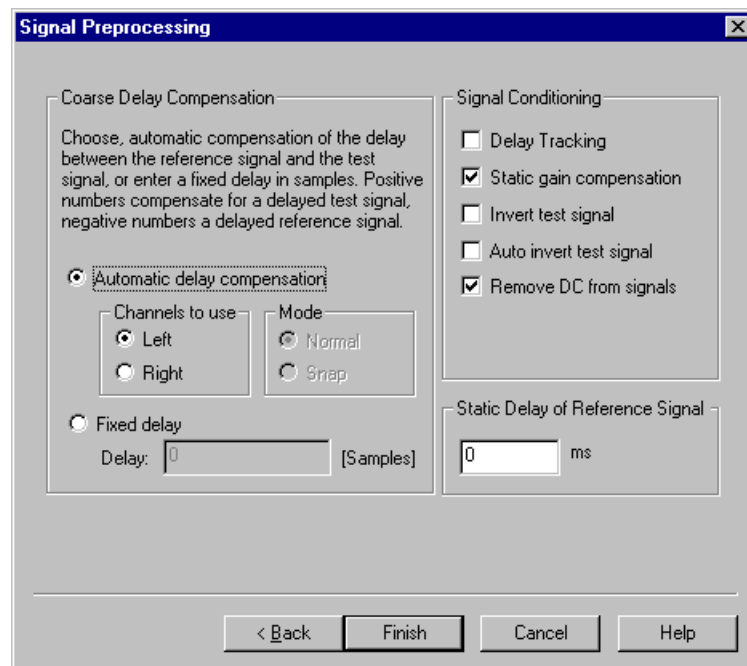 Signal Preprocessing
Coarse Delay Compensation
Choose, automatic compensation of the delay
between the reference signal and the test
signal, or enter a fixed delay in samples. Positive
numbers compensate for a delayed test signal,
negative numbers a delayed reference signal.
Automatic delay compensation
Channels to use
Left
Right
Mode
Normal
Snap
Fixed delay
Delay: 0 [Samples]
Signal Conditioning
Delay Tracking
Static gain compensation
Invert test signal
Auto invert test signal
Remove DC from signals
Static Delay of Reference Signal
0 ms
< Back Finish Cancel Help